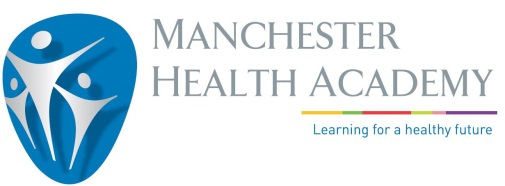 MANCHESTER
HEALTH ACADEMY
Learning for a healthy future